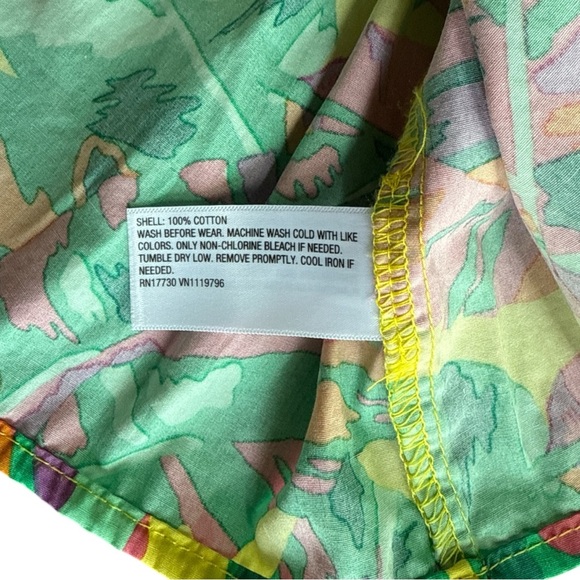 SHELL: 100% COTTON
WASH BEFORE WEAR. MACHINE WASH COLD WITH LIKE
COLORS. ONLY NON-CHLORINE BLEACH IF NEEDED.
TUMBLE DRY LOW. REMOVE PROMPTLY. COOL IRON IF
NEEDED.
RN17730 VN1119796